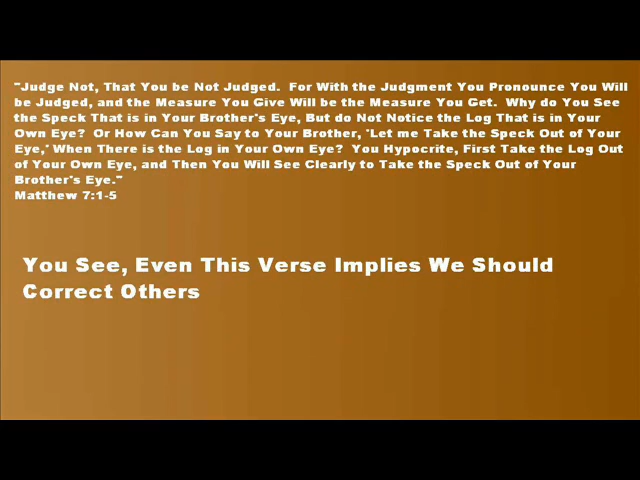 "Judge Not, That You be Not Judged.  For With the Judgment You Pronounce You Will
be Judged, and the Measure You Give Will be the Measure You Get.  Why do You See
the Speck That is in Your Brother's Eye, But do Not Notice the Log That is in Your
Own Eye?  Or How Can You Say to Your Brother, 'Let me Take the Speck Out of Your
Eye,' When There is the Log in Your Own Eye?  You Hypocrite, First Take the Log Out
of Your Own Eye, and Then You Will See Clearly to Take the Speck Out of Your
Brother's Eye."
Matthew 7:1-5
You See, Even This Verse Implies We Should
Correct Others